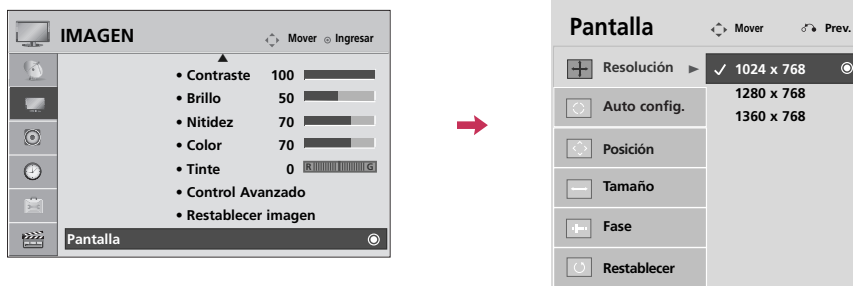 IMAGEN
Mover
Ingresar
• Contraste 100
• Brillo 50
• Nitidez 70
• Color 70
• Tinte 0 R G
• Control Avanzado
• Restablecer imagen
Pantalla
Pantalla
Mover
Prev.
Resolución
✓ 1024 x 768
1280 x 768
1360 x 768
Auto config.
Posición
Tamaño
Fase
Restablecer